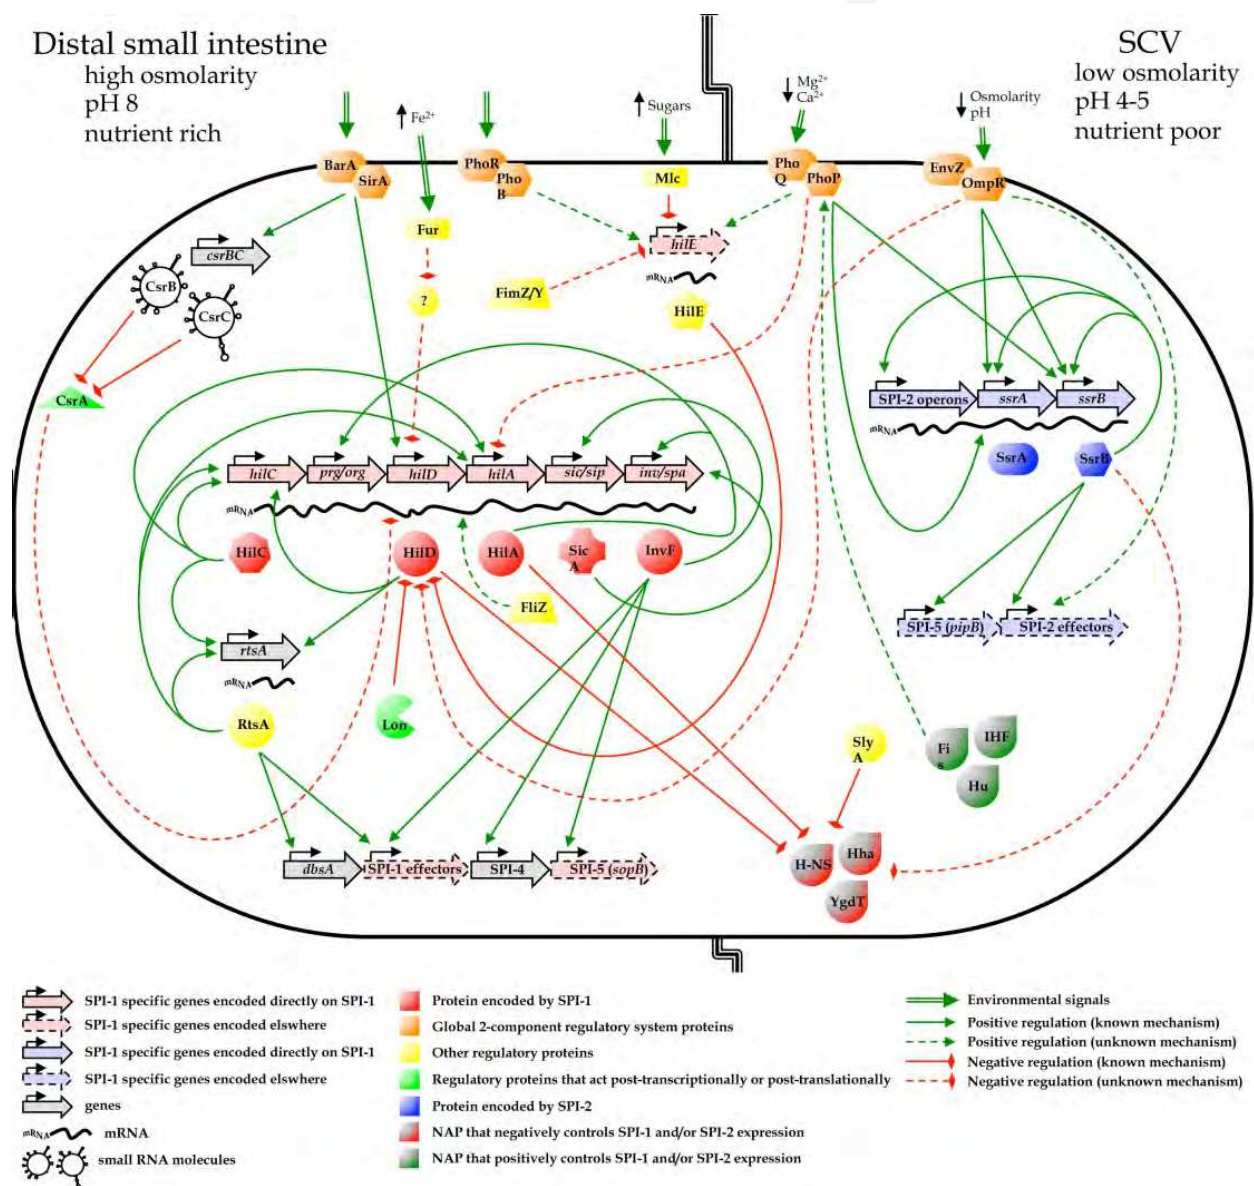 Distal small intestine
high osmolarity
pH 8
nutrient rich
SCV
low osmolarity
pH 4-5
nutrient poor
Fe²⁺
Sugars
Mg²⁺
Ca²⁺
Osmolarity
pH
BarA
SirA
PhoR
Pho
B
Mlc
Pho
Q
PhoP
EnvZ
OmpR
Fur
csrBC
hilE
mRNA
CsrB
CsrC
?
FimZ/Y
HilE
CsrA
SPI-2 operons
ssrA
ssrB
mRNA
SsrA
SsrB
hilC
prg/org
hilD
hilA
sic/sip
inv/spa
mRNA
HilC
HilD
HilA
Sic
A
InvF
FliZ
SPI-5 (pipB)
SPI-2 effectors
rtsA
mRNA
RtsA
Lon
Sly
A
Fi
s
IHF
Hu
dbsA
SPI-1 effectors
SPI-4
SPI-5 (sopB)
H-NS
Hha
YgdT
SPI-1 specific genes encoded directly on SPI-1
SPI-1 specific genes encoded elswhere
SPI-1 specific genes encoded directly on SPI-1
SPI-1 specific genes encoded elswhere
genes
mRNA
mRNA
small RNA molecules
Protein encoded by SPI-1
Global 2-component regulatory system proteins
Other regulatory proteins
Regulatory proteins that act post-transcriptionally or post-translationally
Protein encoded by SPI-2
NAP that negatively controls SPI-1 and/or SPI-2 expression
NAP that positively controls SPI-1 and/or SPI-2 expression
Environmental signals
Positive regulation (known mechanism)
Positive regulation (unknown mechanism)
Negative regulation (known mechanism)
Negative regulation (unknown mechanism)